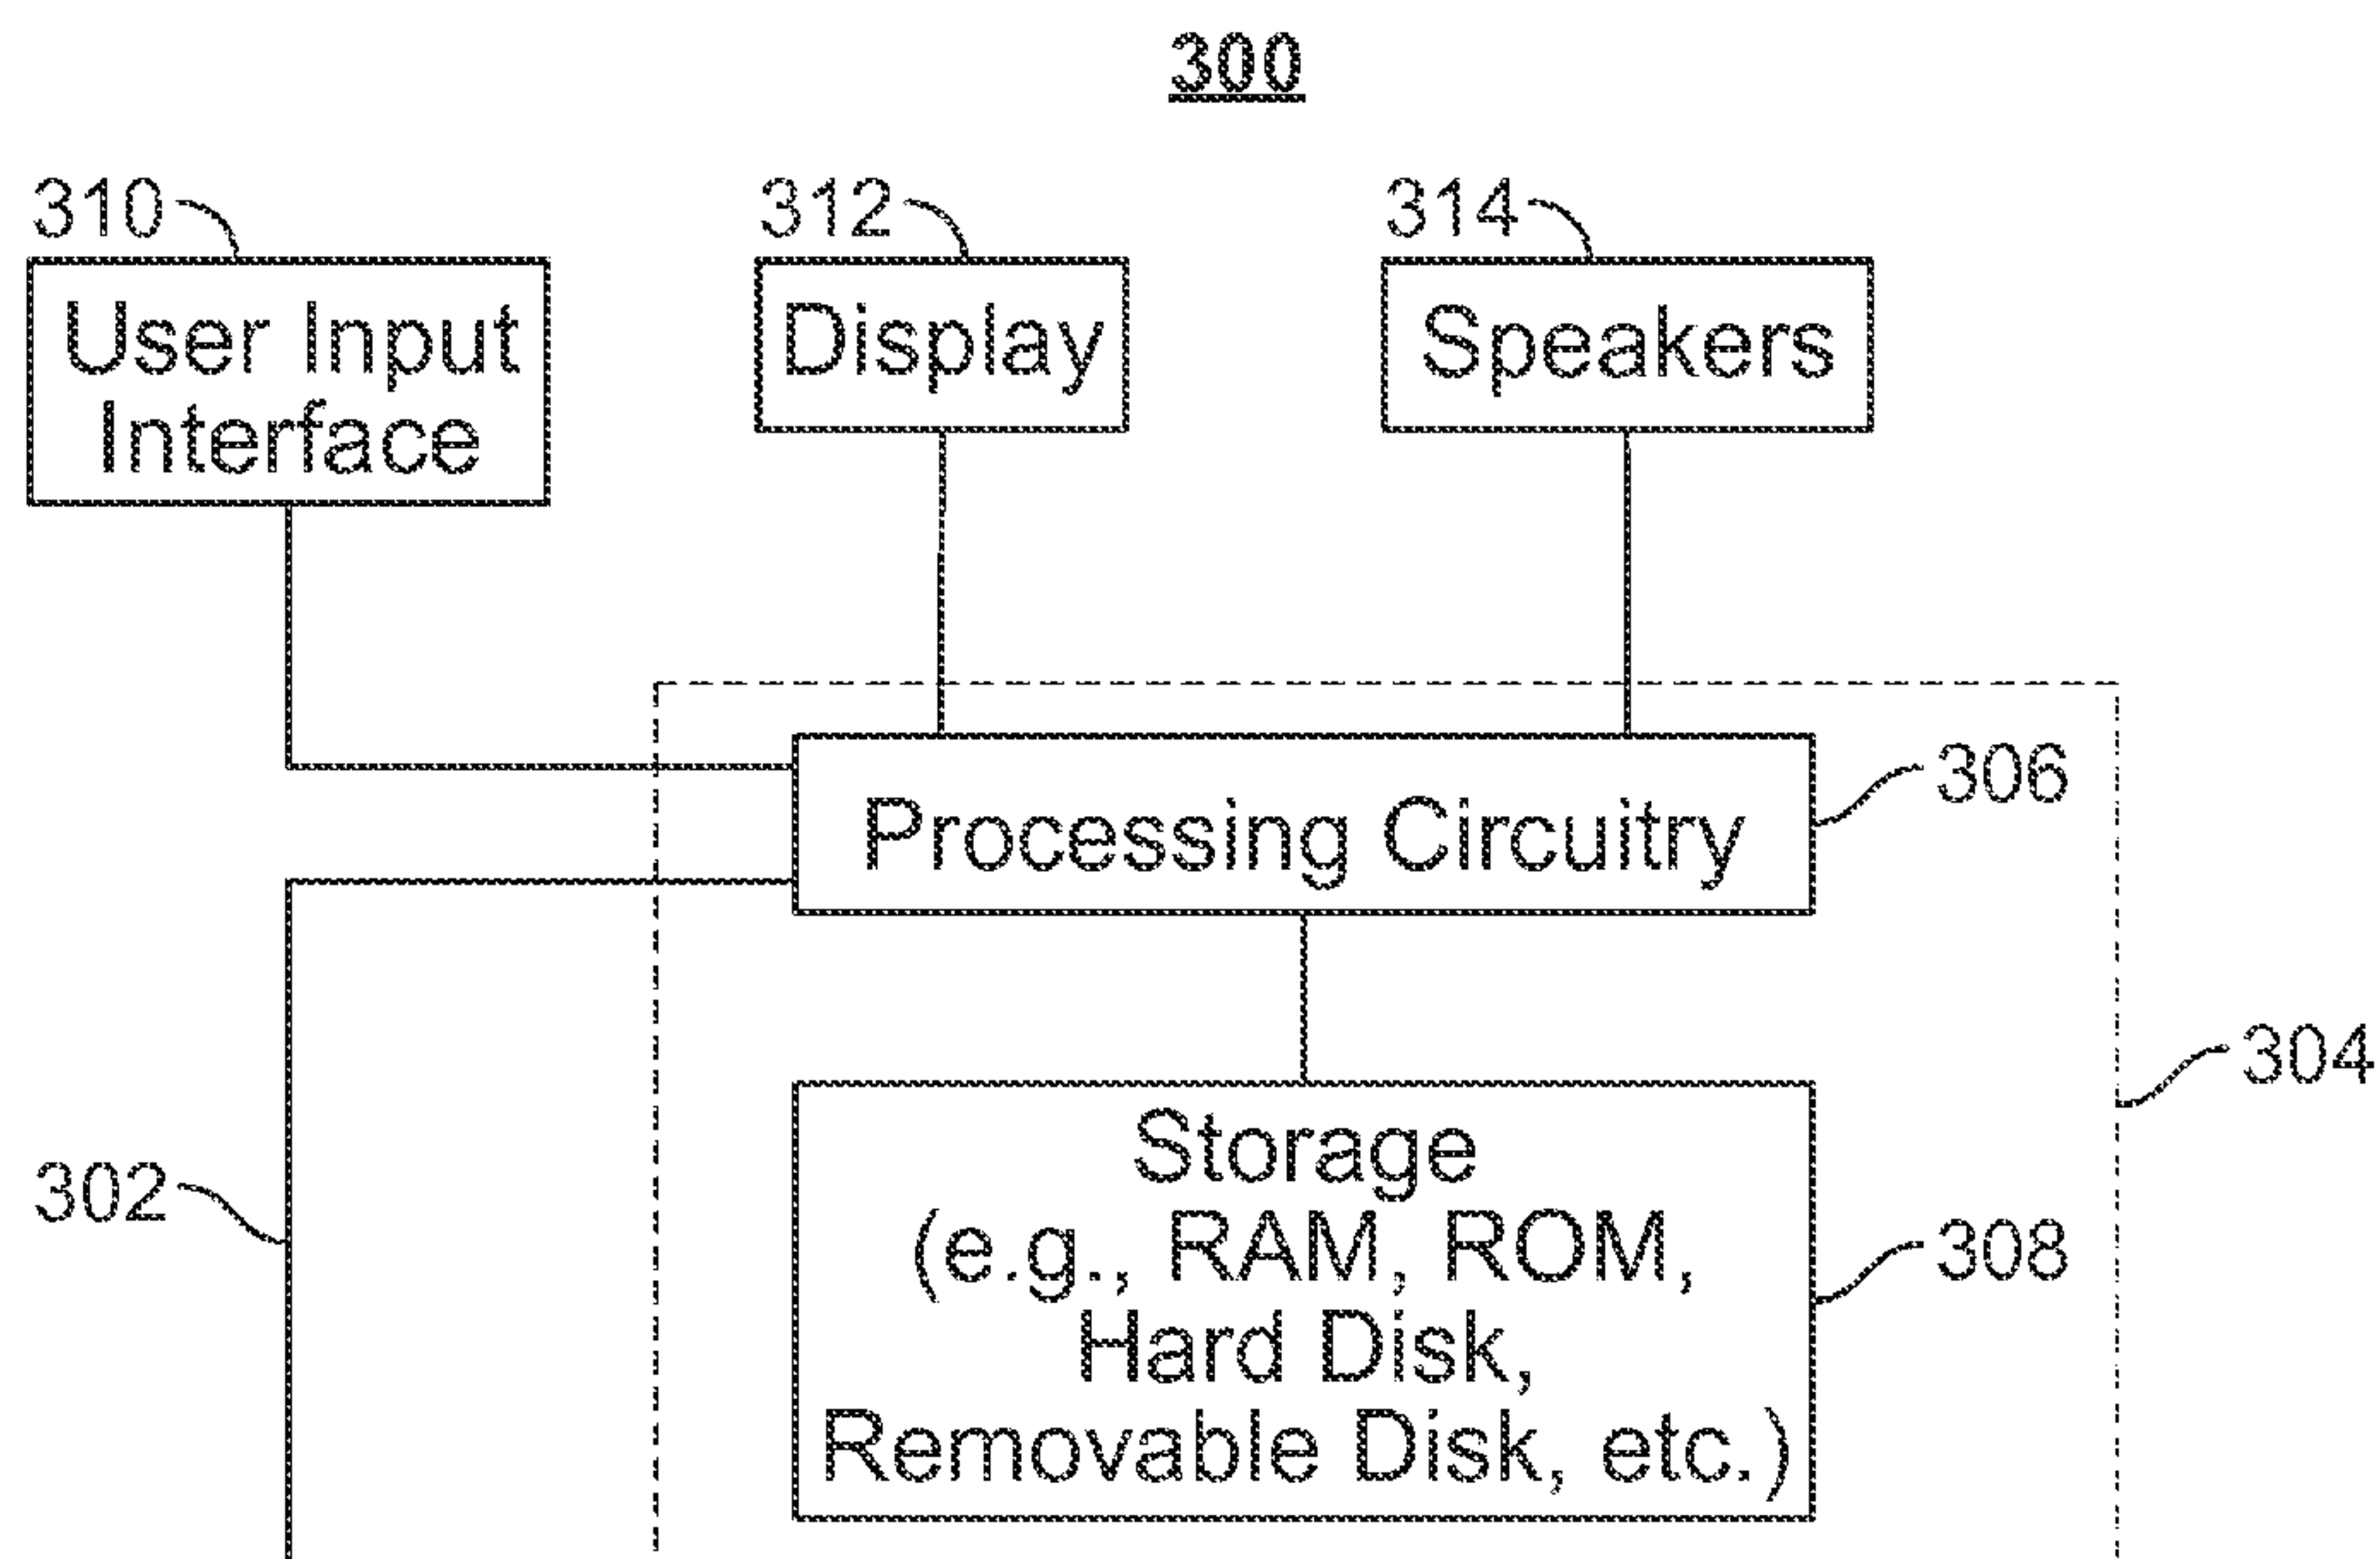 300
310
312
314
User Input
Interface
Display
Speakers
Processing Circuitry
306
304
302
Storage
(e.g., RAM, ROM,
Hard Disk,
Removable Disk, etc.)
308